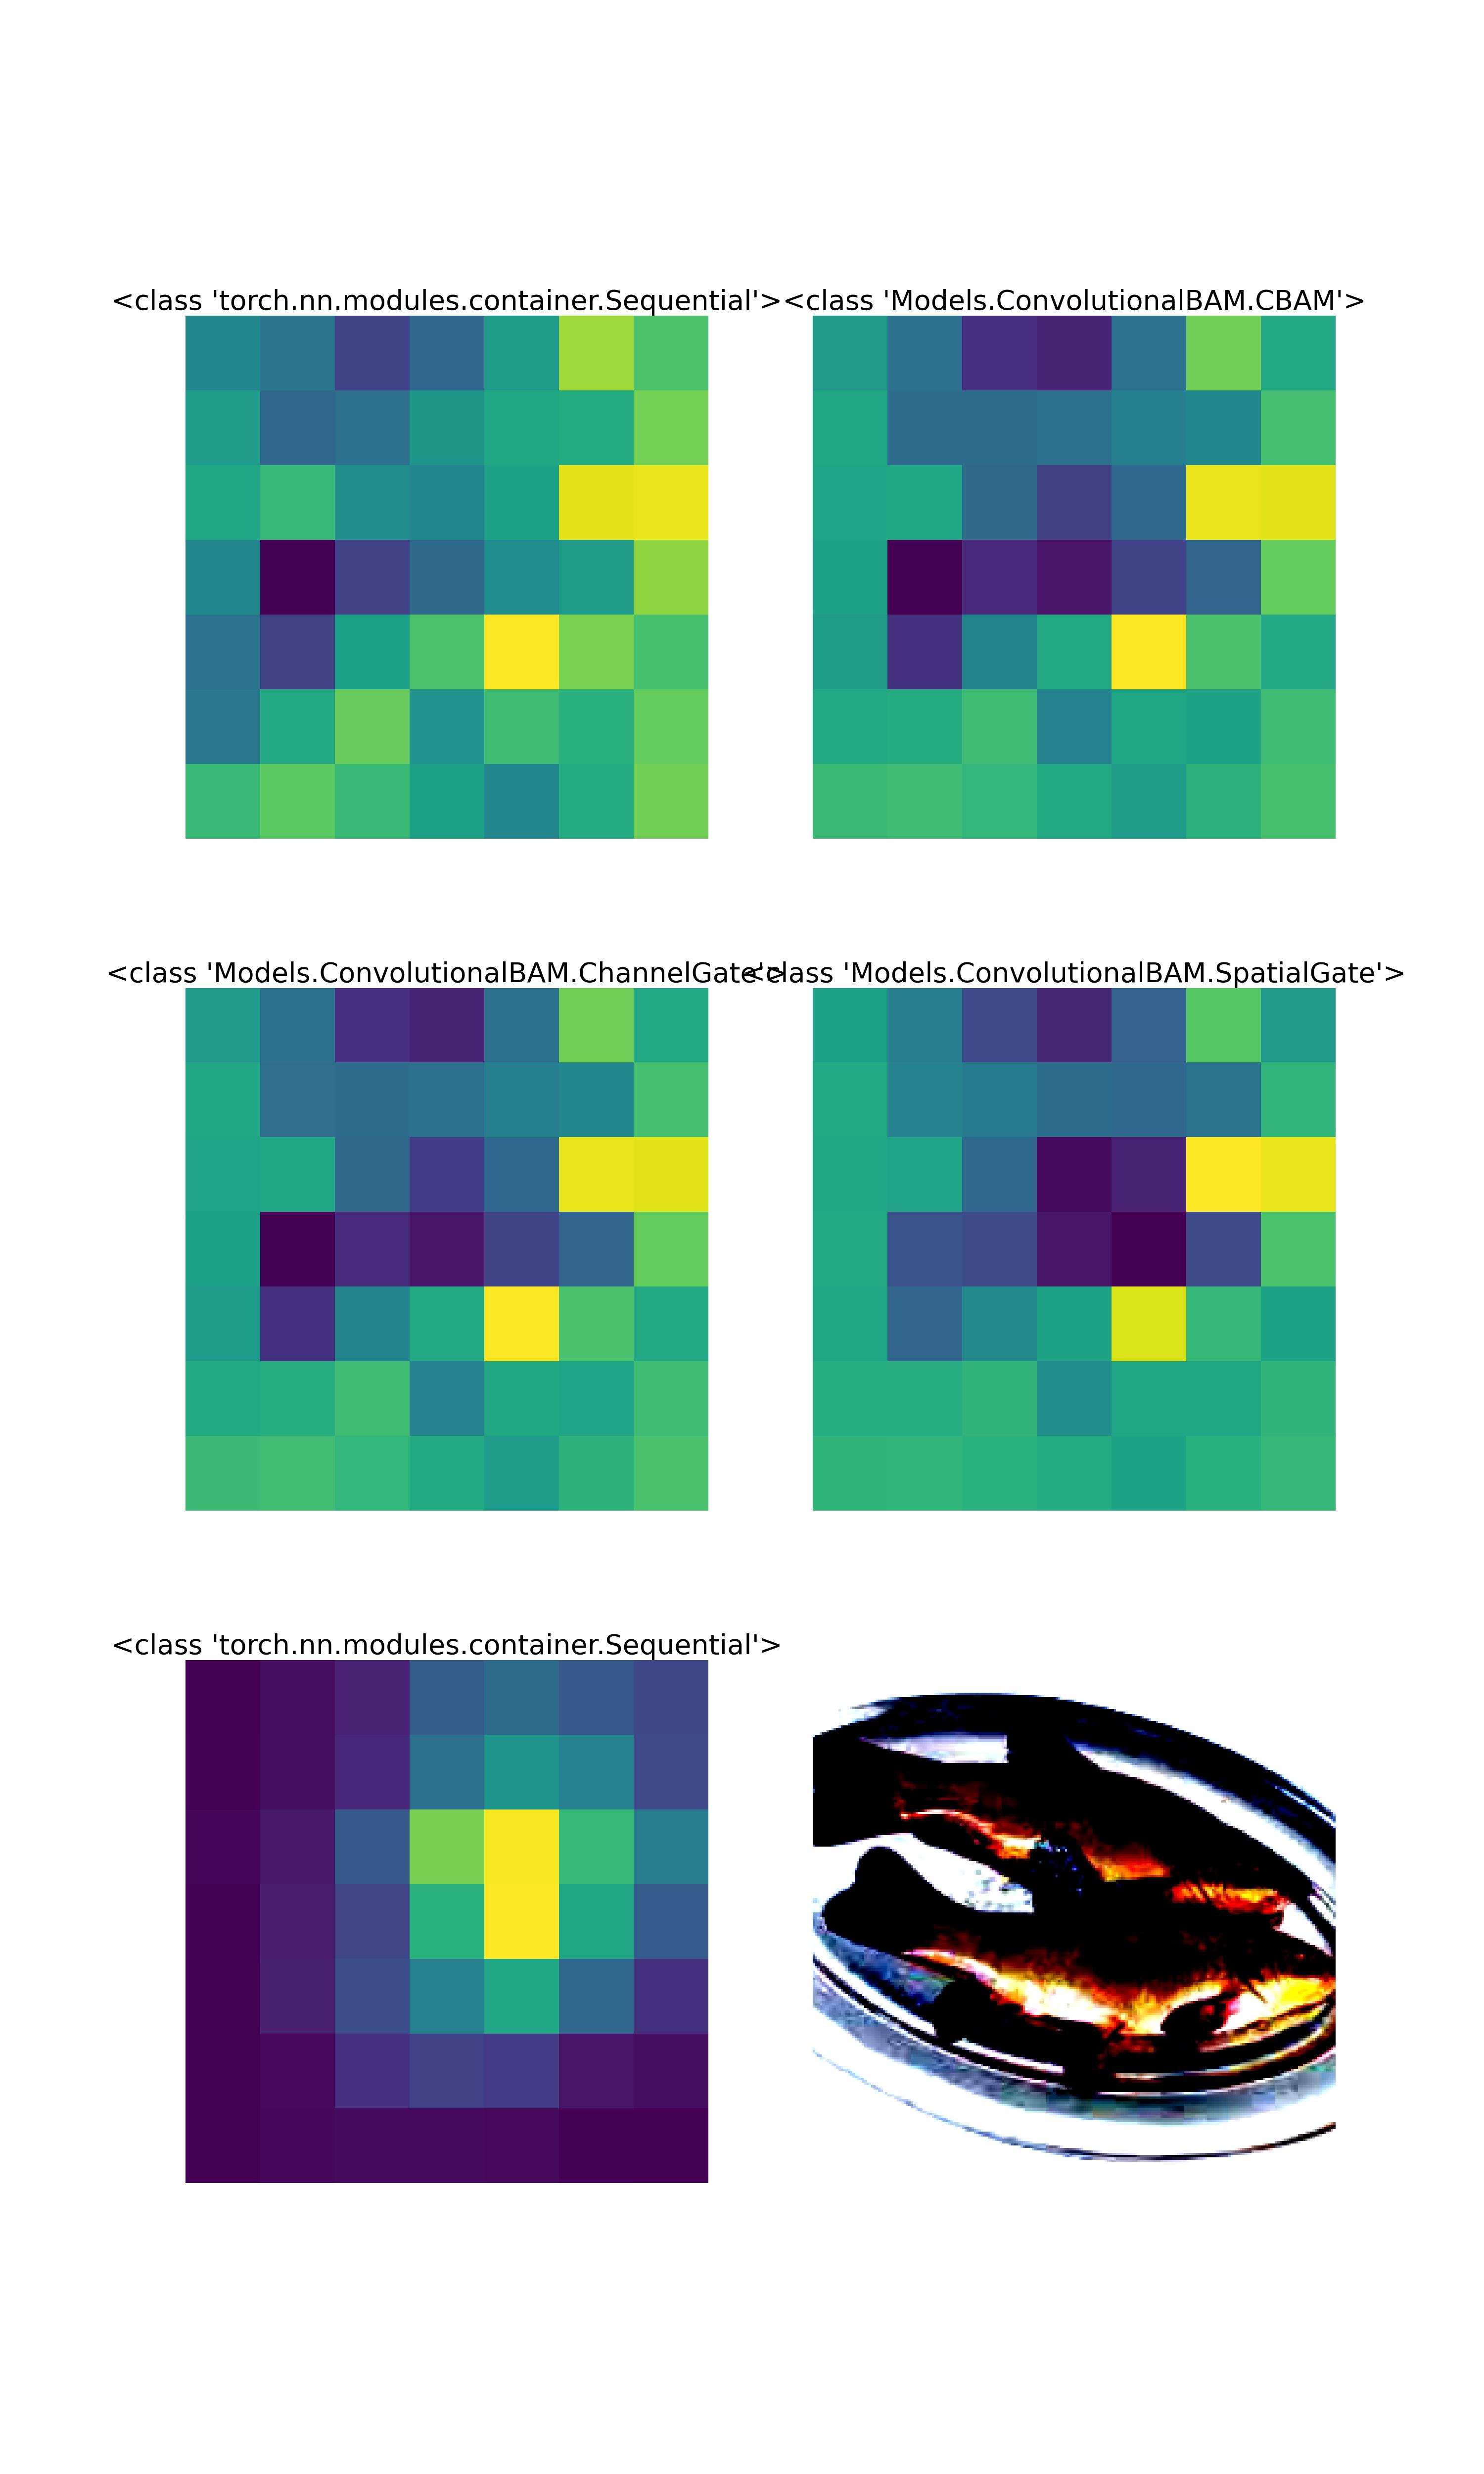 <class 'torch.nn.modules.container.Sequential'>
<class 'Models.ConvolutionalBAM.CBAM'>
<class 'Models.ConvolutionalBAM.ChannelGate'>
<class 'Models.ConvolutionalBAM.SpatialGate'>
<class 'torch.nn.modules.container.Sequential'>